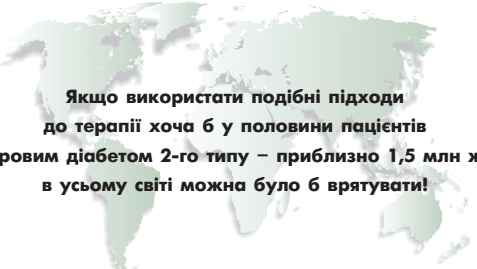 Якщо використати подібні підходи
до терапії хоча б у половини пацієнтів
діабетом 2-го типу – приблизно 1,5 млн
в усьому світі можна було б врятувати!